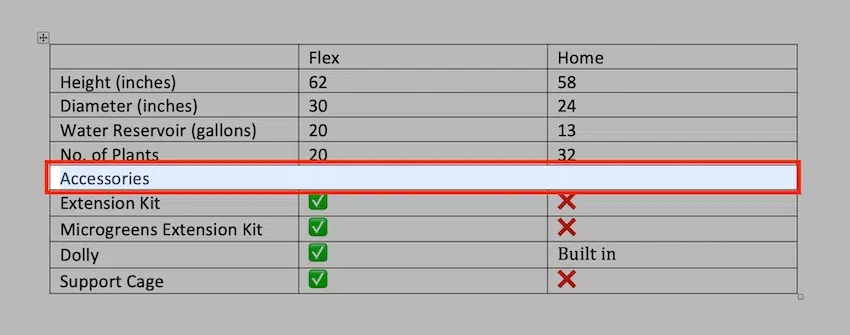 Flex Home
Height (inches) 62 58
Diameter (inches) 30 24
Water Reservoir (gallons) 20 13
No. of Plants 20 32
Accessories
Extension Kit ✅ ❌
Microgreens Extension Kit ✅ ❌
Dolly ✅ Built in
Support Cage ✅ ❌